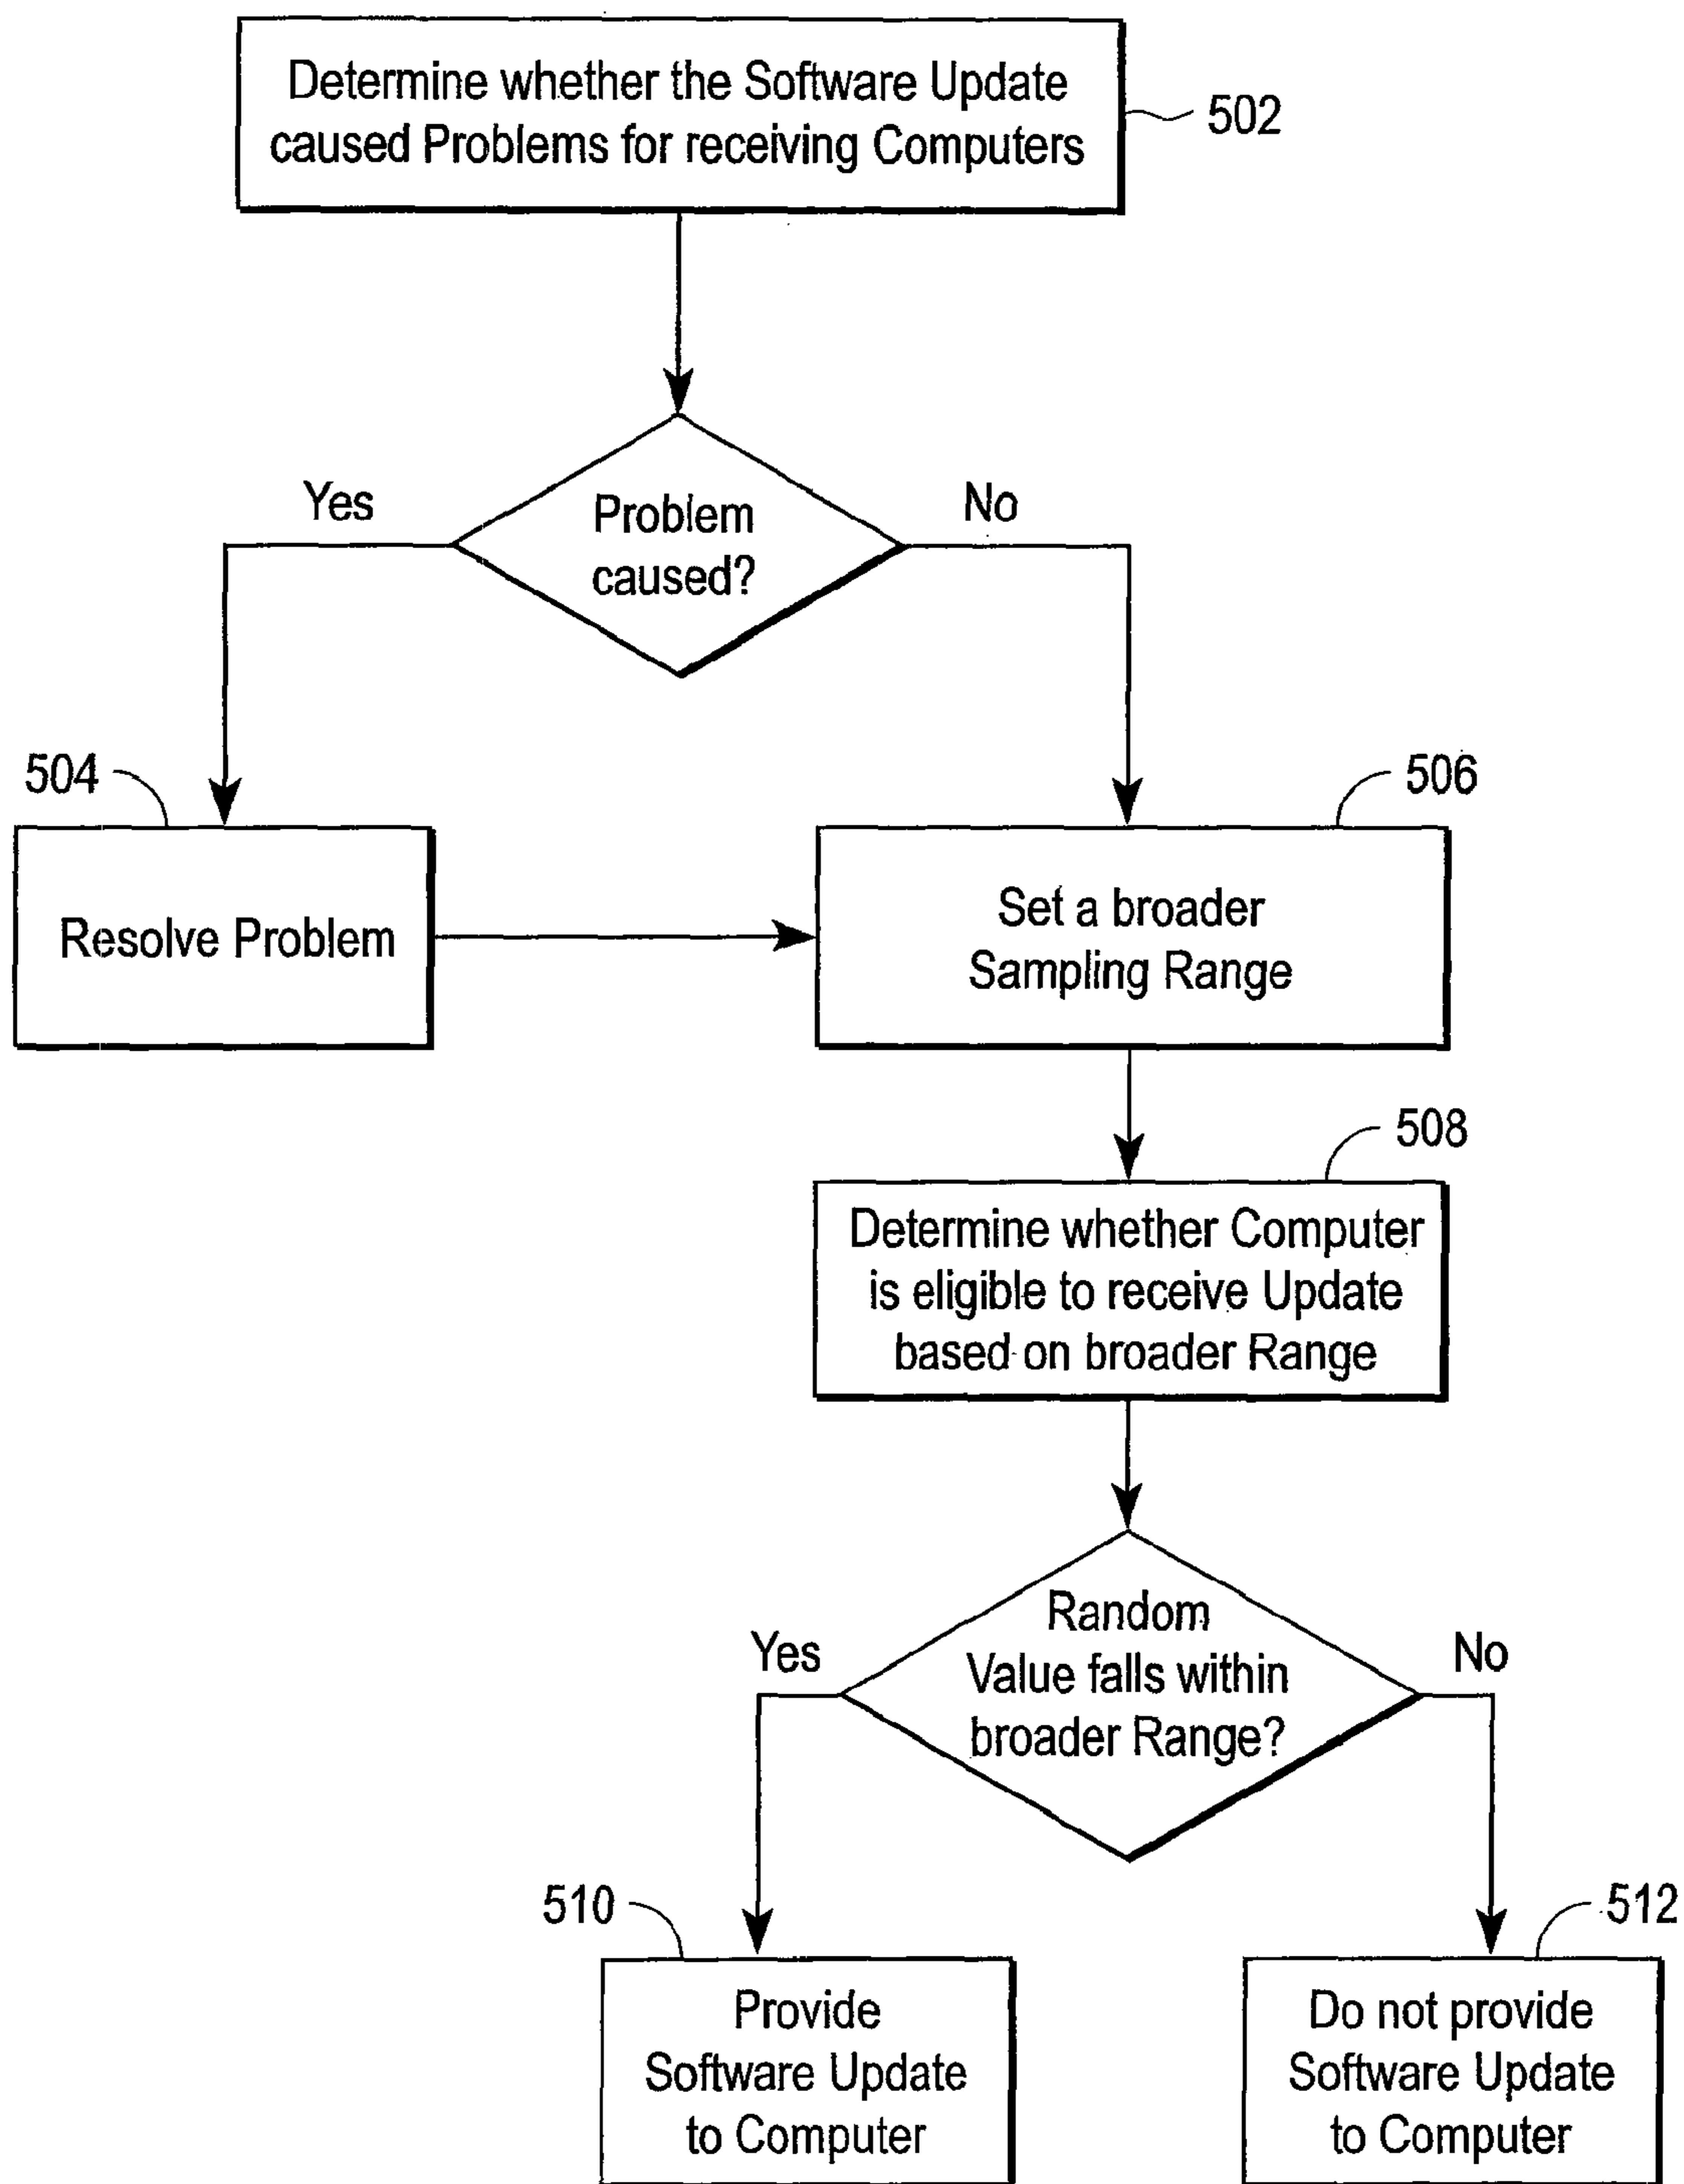 Determine whether the Software Update
caused Problems for receiving Computers
502
Problem
caused?
Yes
No
504
506
Resolve Problem
Set a broader
Sampling Range
508
Determine whether Computer
is eligible to receive Update
based on broader Range
Random
Value falls within
broader Range?
Yes
No
510
512
Provide
Software Update
to Computer
Do not provide
Software Update
to Computer